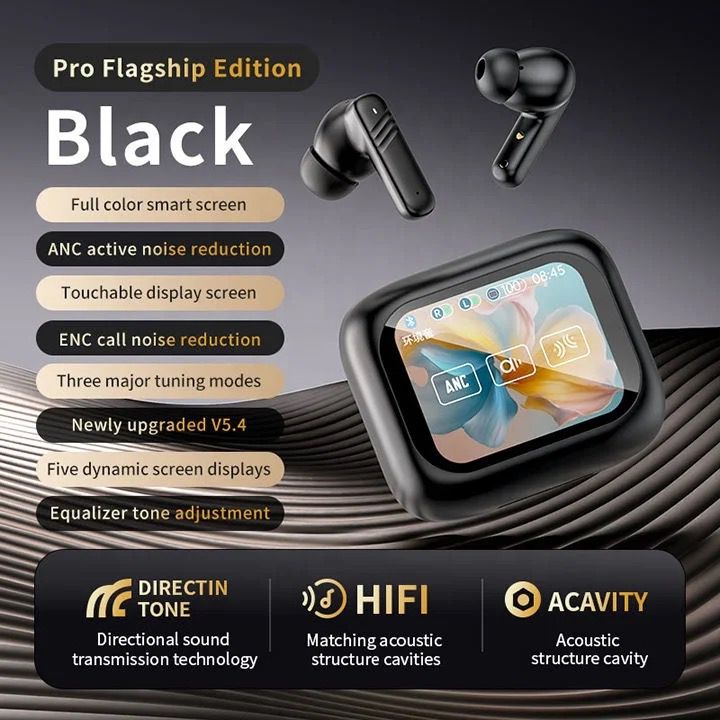 Pro Flagship Edition
Black
Full color smart screen
ANC active noise reduction
Touchable display screen
ENC call noise reduction
Three major tuning modes
Newly upgraded V5.4
Five dynamic screen displays
Equalizer tone adjustment
R L 100 08:45
环境音
ANC
DIRECTIN
TONE
Directional sound
transmission technology
HIFI
Matching acoustic
structure cavities
ACAVITY
Acoustic
structure cavity